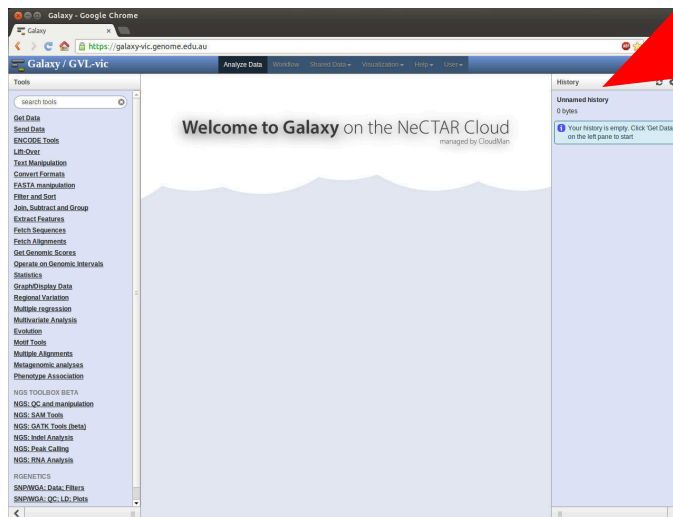 Galaxy - Google Chrome
Galaxy
https://galaxy-vic.genome.edu.au
Galaxy / GVL-vic
Analyze Data Workflow Shared Data Visualization Help User
Tools
search tools
Get Data
Send Data
ENCODE Tools
Lift-Over
Text Manipulation
Convert Formats
FASTA manipulation
Filter and Sort
Join, Subtract and Group
Extract Features
Fetch Sequences
Fetch Alignments
Get Genomic Scores
Operate on Genomic Intervals
Statistics
Graph/Display Data
Regional Variation
Multiple regression
Multivariate Analysis
Evolution
Motif Tools
Multiple Alignments
Metagenomic analyses
Phenotype Association
NGS TOOLBOX BETA
NGS: QC and manipulation
NGS: SAM Tools
NGS: GATK Tools (beta)
NGS: Indel Analysis
NGS: Peak Calling
NGS: RNA Analysis
RGENETICS
SNP/WGA: Data; Filters
SNP/WGA: QC; LD; Plots
Welcome to Galaxy on the NeCTAR Cloud
managed by CloudMan
History
Unnamed history
0 bytes
Your history is empty. Click 'Get Data
on the left pane to start